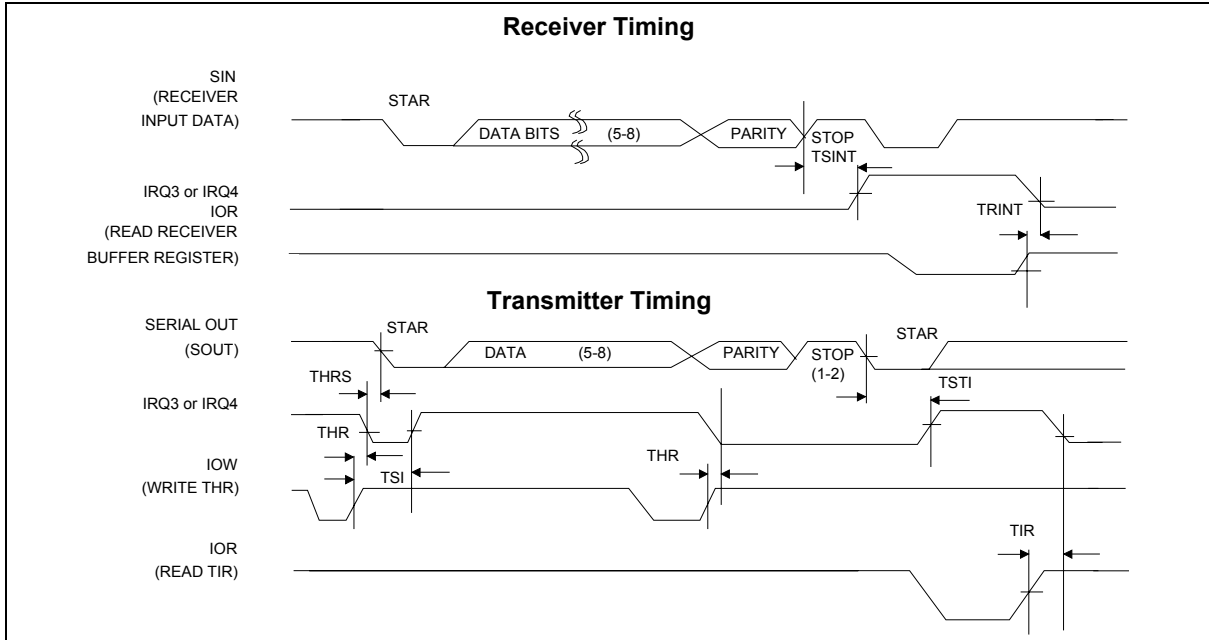 Receiver Timing
SIN
(RECEIVER
INPUT DATA)
STAR
DATA BITS (5-8)
PARITY
STOP
TSINT
IRQ3 or IRQ4
IOR
(READ RECEIVER
BUFFER REGISTER)
TRINT
Transmitter Timing
SERIAL OUT
(SOUT)
STAR
DATA (5-8)
PARITY
STOP
(1-2)
STAR
THRS
TSTI
IRQ3 or IRQ4
THR
THR
IOW
(WRITE THR)
TSI
IOR
(READ TIR)
TIR